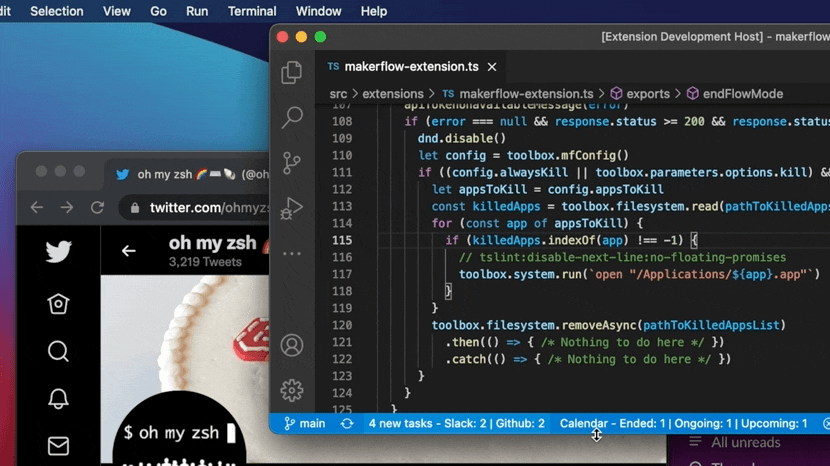 dit Selection View Go Run Terminal Window Help
[Extension Development Host] - makerflow
TS makerflow-extension.ts ×
src > extensions > TS makerflow-extension.ts > exports > endFlowMode
107 apiTokenUnavailableMessage(error)
108 if (error === null && response.status >= 200 && response.status
109 dnd.disable()
110 let config = toolbox.mfConfig()
111 if ((config.alwaysKill || toolbox.parameters.options.kill) &&
112 let appsToKill = config.appsToKill
113 const killedApps = toolbox.filesystem.read(pathToKilledApps
114 for (const app of appsToKill) {
115 if (killedApps.indexOf(app) !== -1) {
116 // tslint:disable-next-line:no-floating-promises
117 toolbox.system.run(`open "/Applications/${app}.app"`)
118 }
119 }
120 toolbox.filesystem.removeAsync(pathToKilledAppsList)
121 .then(() => { /* Nothing to do here */ })
122 .catch(() => { /* Nothing to do here */ })
123 }
124 }
125 }
main 4 new tasks - Slack: 2 | Github: 2 Calendar - Ended: 1 | Ongoing: 1 | Upcoming: 1
oh my zsh 🌈⌨️🐚 (@oh
twitter.com/ohmyzs
oh my zsh
3,219 Tweets
$ oh my zsh
All unreads